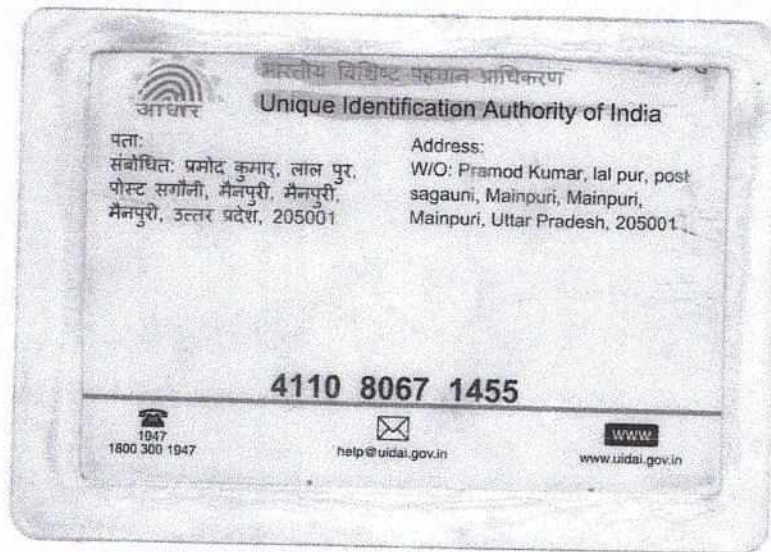 भारतीय विशिष्ट पहचान प्राधिकरण
Unique Identification Authority of India
आधार
पता:
संबोधित: प्रमोद कुमार, लाल पुर,
पोस्ट सगौनी, मैनपुरी, मैनपुरी,
मैनपुरी, उत्तर प्रदेश, 205001
Address:
W/O: Pramod Kumar, lal pur, post
sagauni, Mainpuri, Mainpuri,
Mainpuri, Uttar Pradesh, 205001
4110 8067 1455
1947
1800 300 1947
help@uidai.gov.in
WWW
www.uidai.gov.in